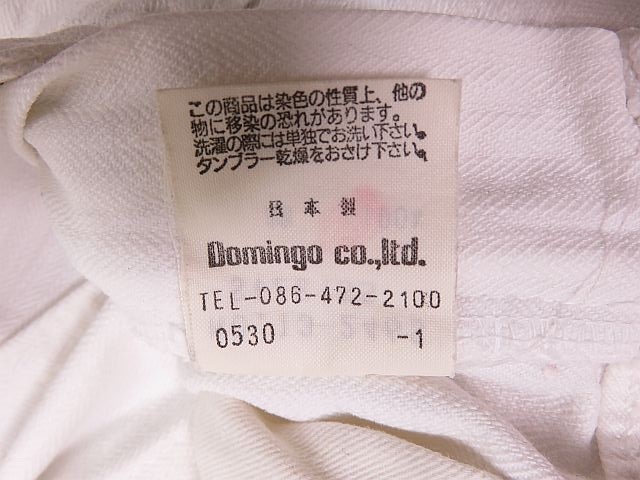 この商品は染色の性質上、他の
物に移染の恐れがあります。
洗濯の際には単独でお洗い下さい。
タンブラー乾燥をおさけ下さい。
日本製
Domingo co.,ltd.
TEL-086-472-2100
0530 -1